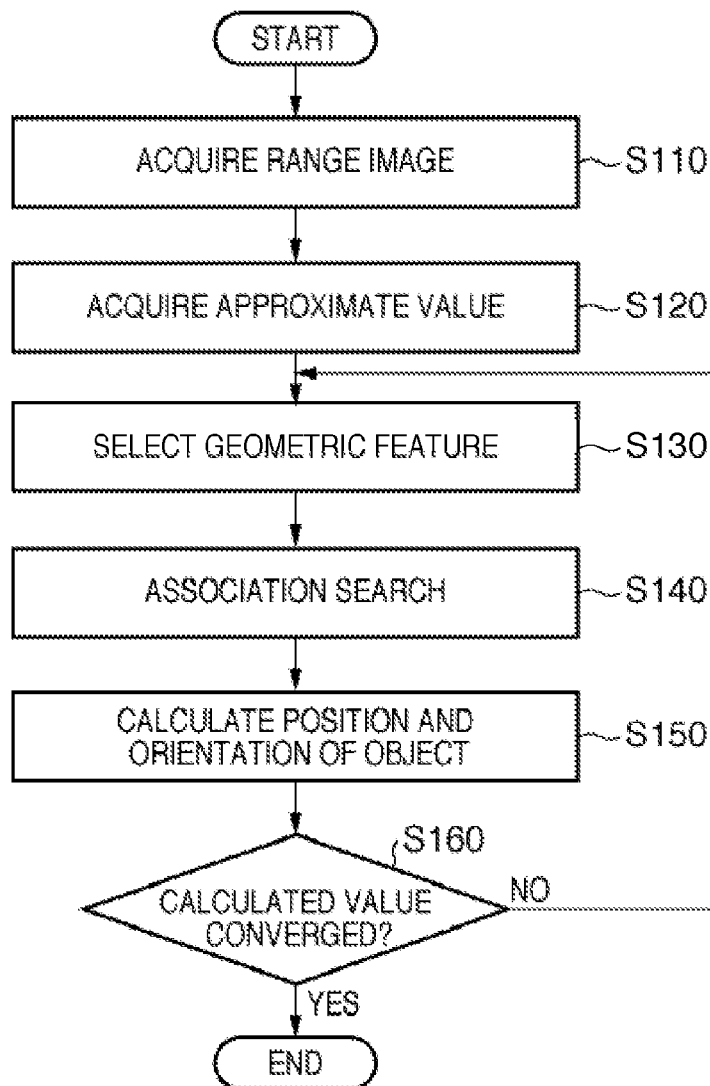 START
ACQUIRE RANGE IMAGE
S110
ACQUIRE APPROXIMATE VALUE
S120
SELECT GEOMETRIC FEATURE
S130
ASSOCIATION SEARCH
S140
CALCULATE POSITION AND
ORIENTATION OF OBJECT
S150
S160
CALCULATED VALUE
CONVERGED?
NO
YES
END